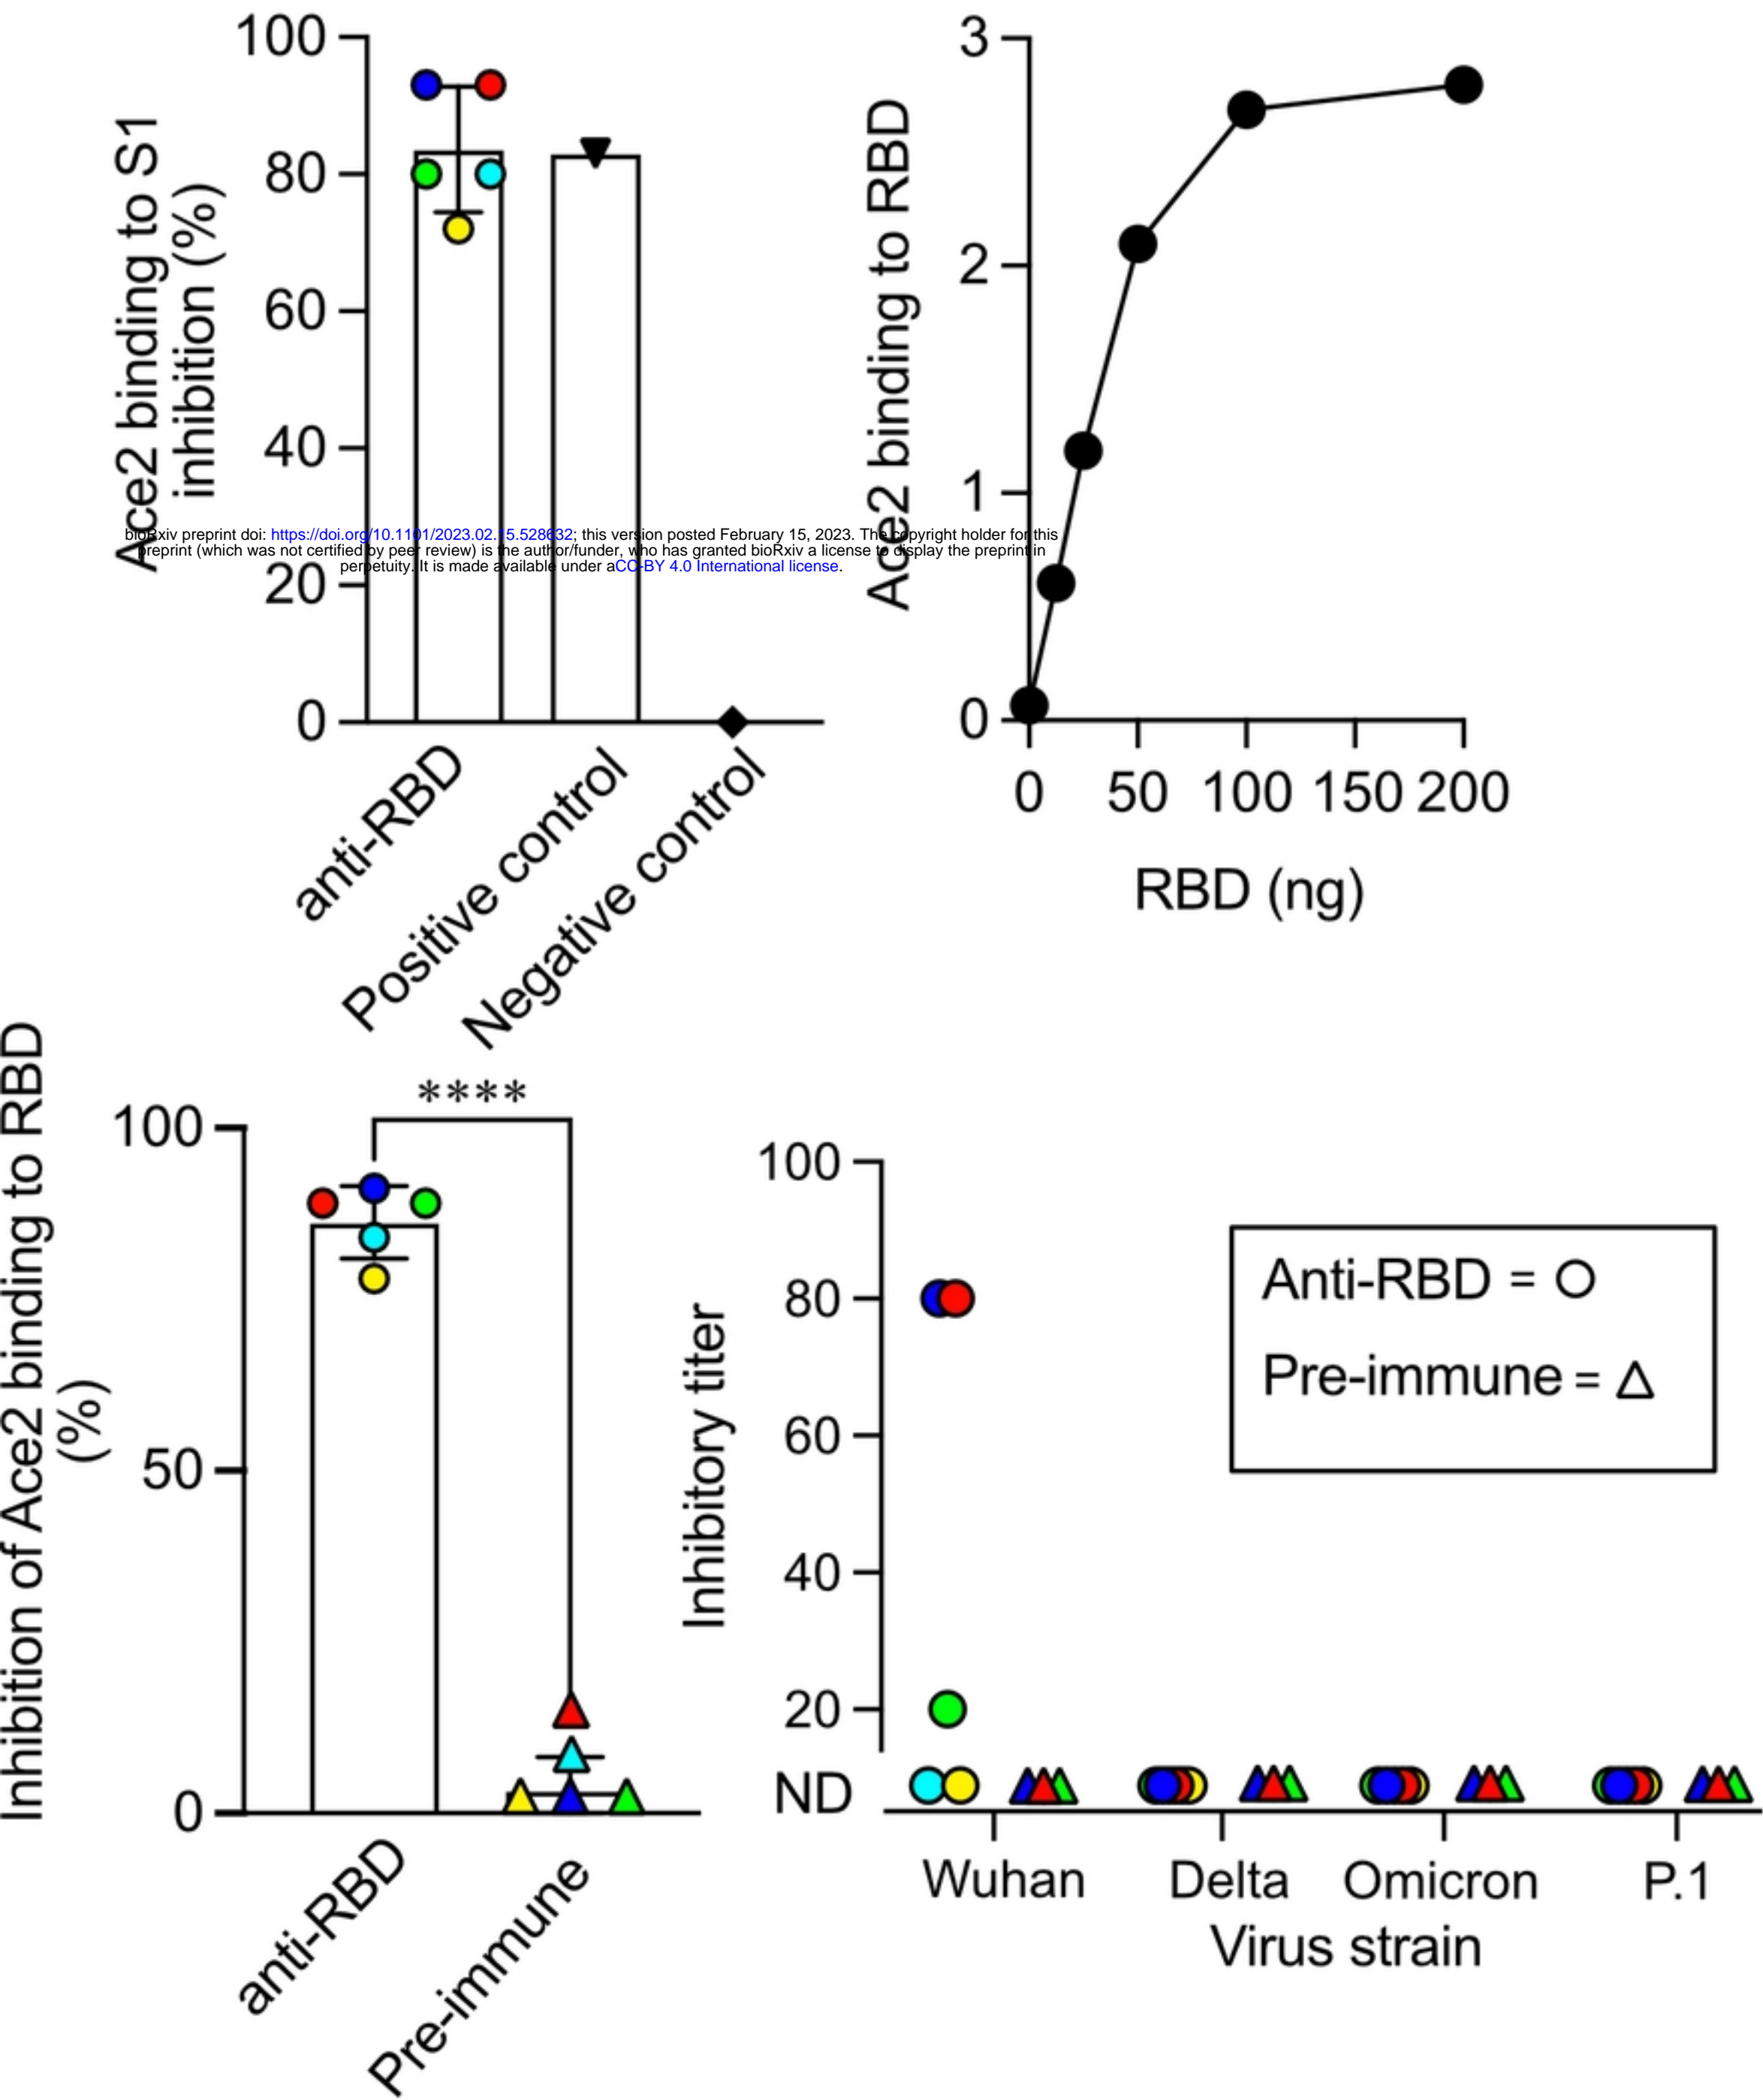 100
80
60
40
20
0
Ace2 binding to S1
inhibition (%)
anti-RBD
Positive control
Negative control
3
2
1
0
Ace2 binding to RBD
0 50 100 150 200
RBD (ng)
bioRxiv preprint doi: https://doi.org/10.1101/2023.02.15.528632; this version posted February 15, 2023. The copyright holder for this
preprint (which was not certified by peer review) is the author/funder, who has granted bioRxiv a license to display the preprint in
perpetuity. It is made available under aCC-BY 4.0 International license.
Inhibition of Ace2 binding to RBD
(%)
100
50
0
****
anti-RBD
Pre-immune
Inhibitory titer
100
80
60
40
20
ND
Anti-RBD = ○
Pre-immune = △
Wuhan Delta Omicron P.1
Virus strain